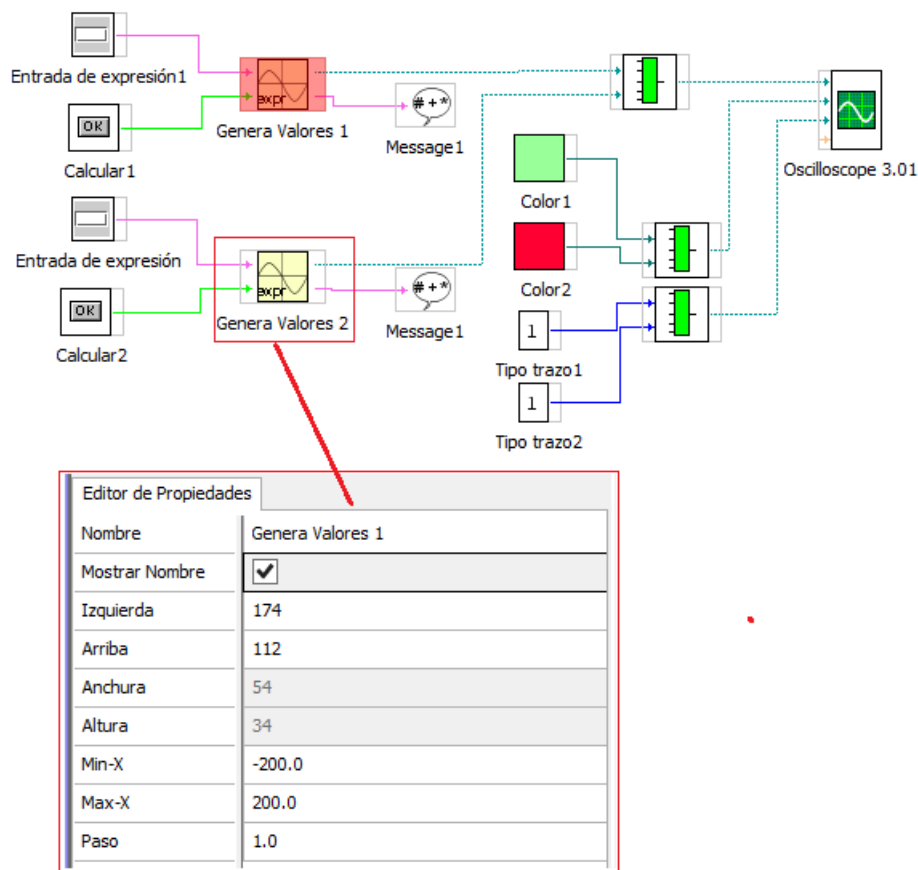 Entrada de expresión1
expr
Genera Valores 1
#+*
Message1
OK
Calcular1
Oscilloscope 3.01
Color1
Entrada de expresión
expr
Genera Valores 2
#+*
Message1
Color2
OK
Calcular2
1
Tipo trazo1
1
Tipo trazo2
Editor de Propiedades
Nombre Genera Valores 1
Mostrar Nombre
Izquierda 174
Arriba 112
Anchura 54
Altura 34
Min-X -200.0
Max-X 200.0
Paso 1.0